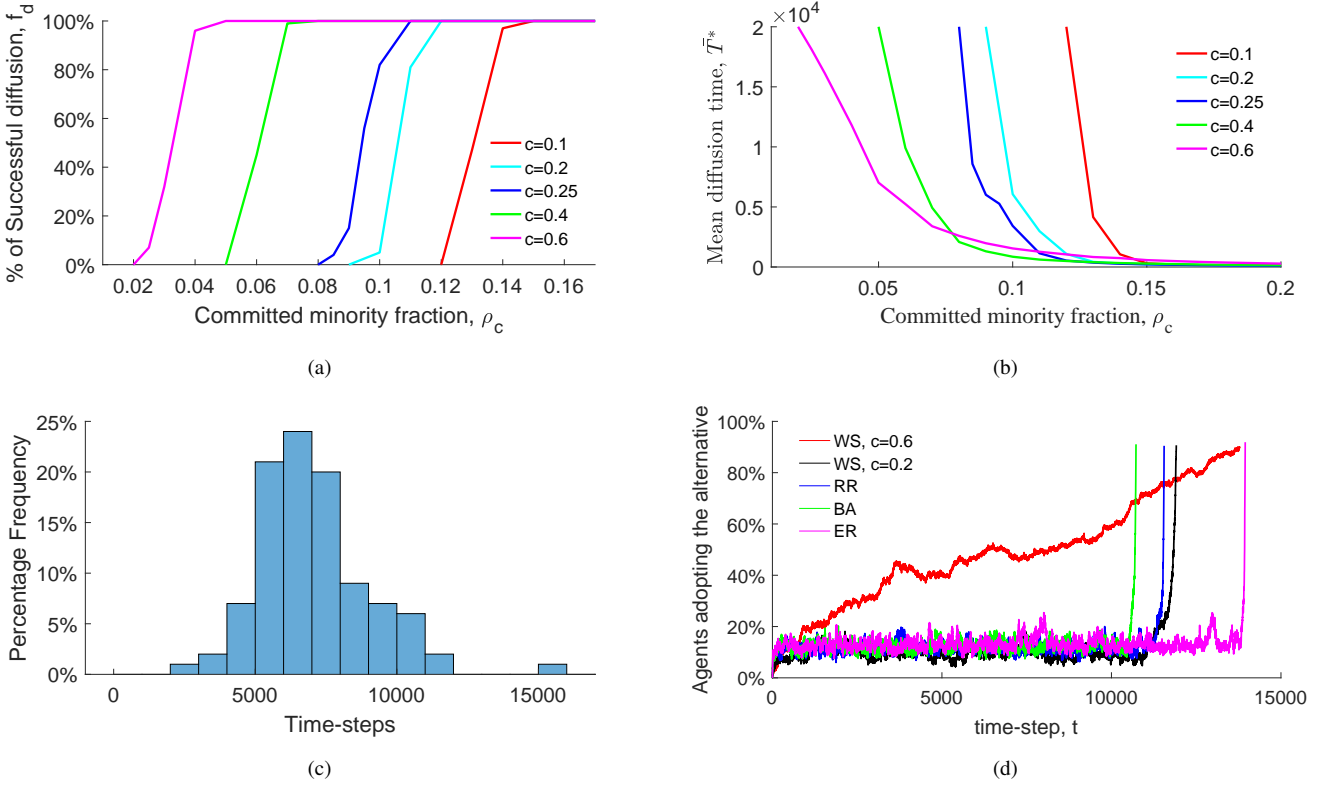 % of Successful diffusion, f_d
100%
80%
60%
40%
20%
0%
0.02 0.04 0.06 0.08 0.1 0.12 0.14 0.16
Committed minority fraction, ρ_c
c=0.1
c=0.2
c=0.25
c=0.4
c=0.6
(a)
Mean diffusion time, T̄*
×10^4
2
1.5
1
0.5
0
0.05 0.1 0.15 0.2
Committed minority fraction, ρ_c
c=0.1
c=0.2
c=0.25
c=0.4
c=0.6
(b)
Percentage Frequency
25%
20%
15%
10%
5%
0%
0 5000 10000 15000
Time-steps
(c)
Agents adopting the alternative
100%
80%
60%
40%
20%
0%
WS, c=0.6
WS, c=0.2
RR
BA
ER
0 5000 10000 15000
time-step, t
(d)